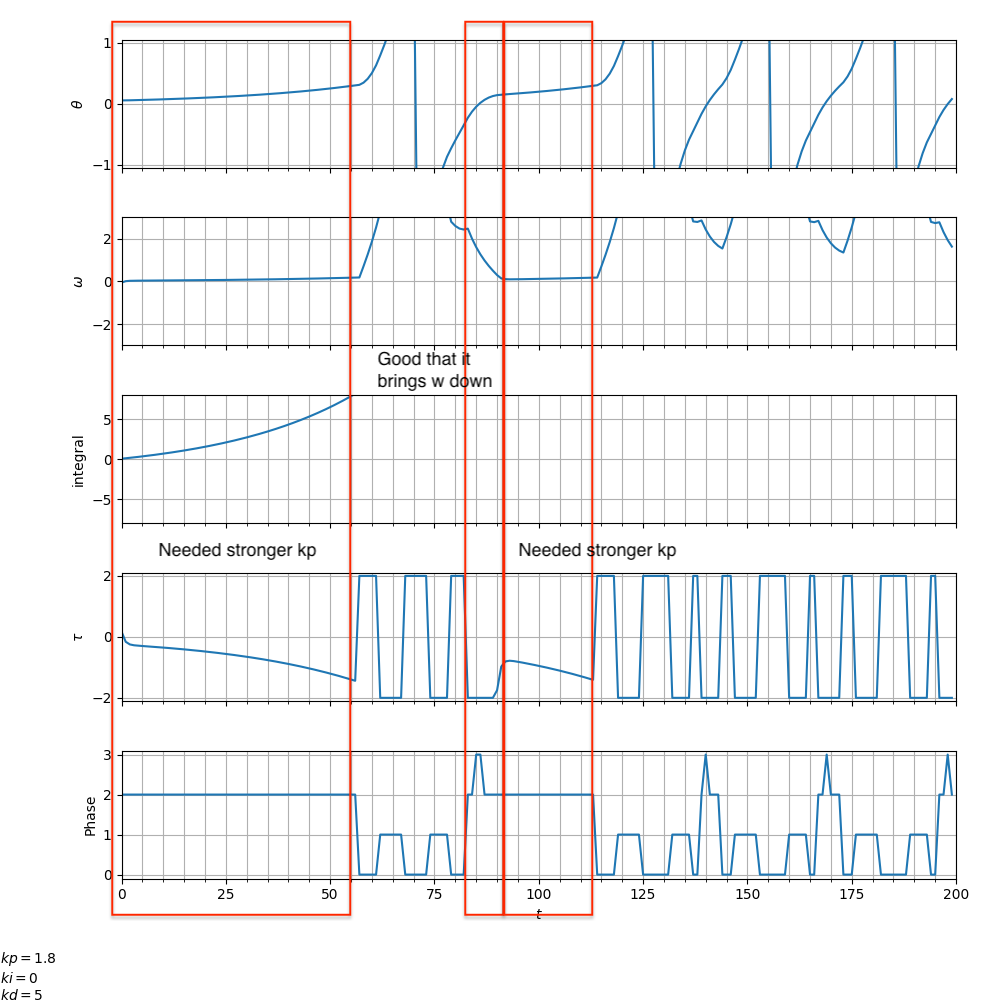 1
0
−1
θ
2
0
−2
ω
Good that it
brings w down
5
0
−5
integral
Needed stronger kp
Needed stronger kp
2
0
−2
τ
3
2
1
0
Phase
0 25 50 75 100 125 150 175 200
t
kp = 1.8
ki = 0
kd = 5